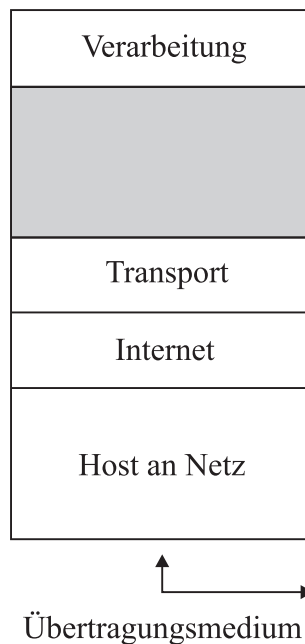 Verarbeitung
Transport
Internet
Host an Netz
Übertragungsmedium